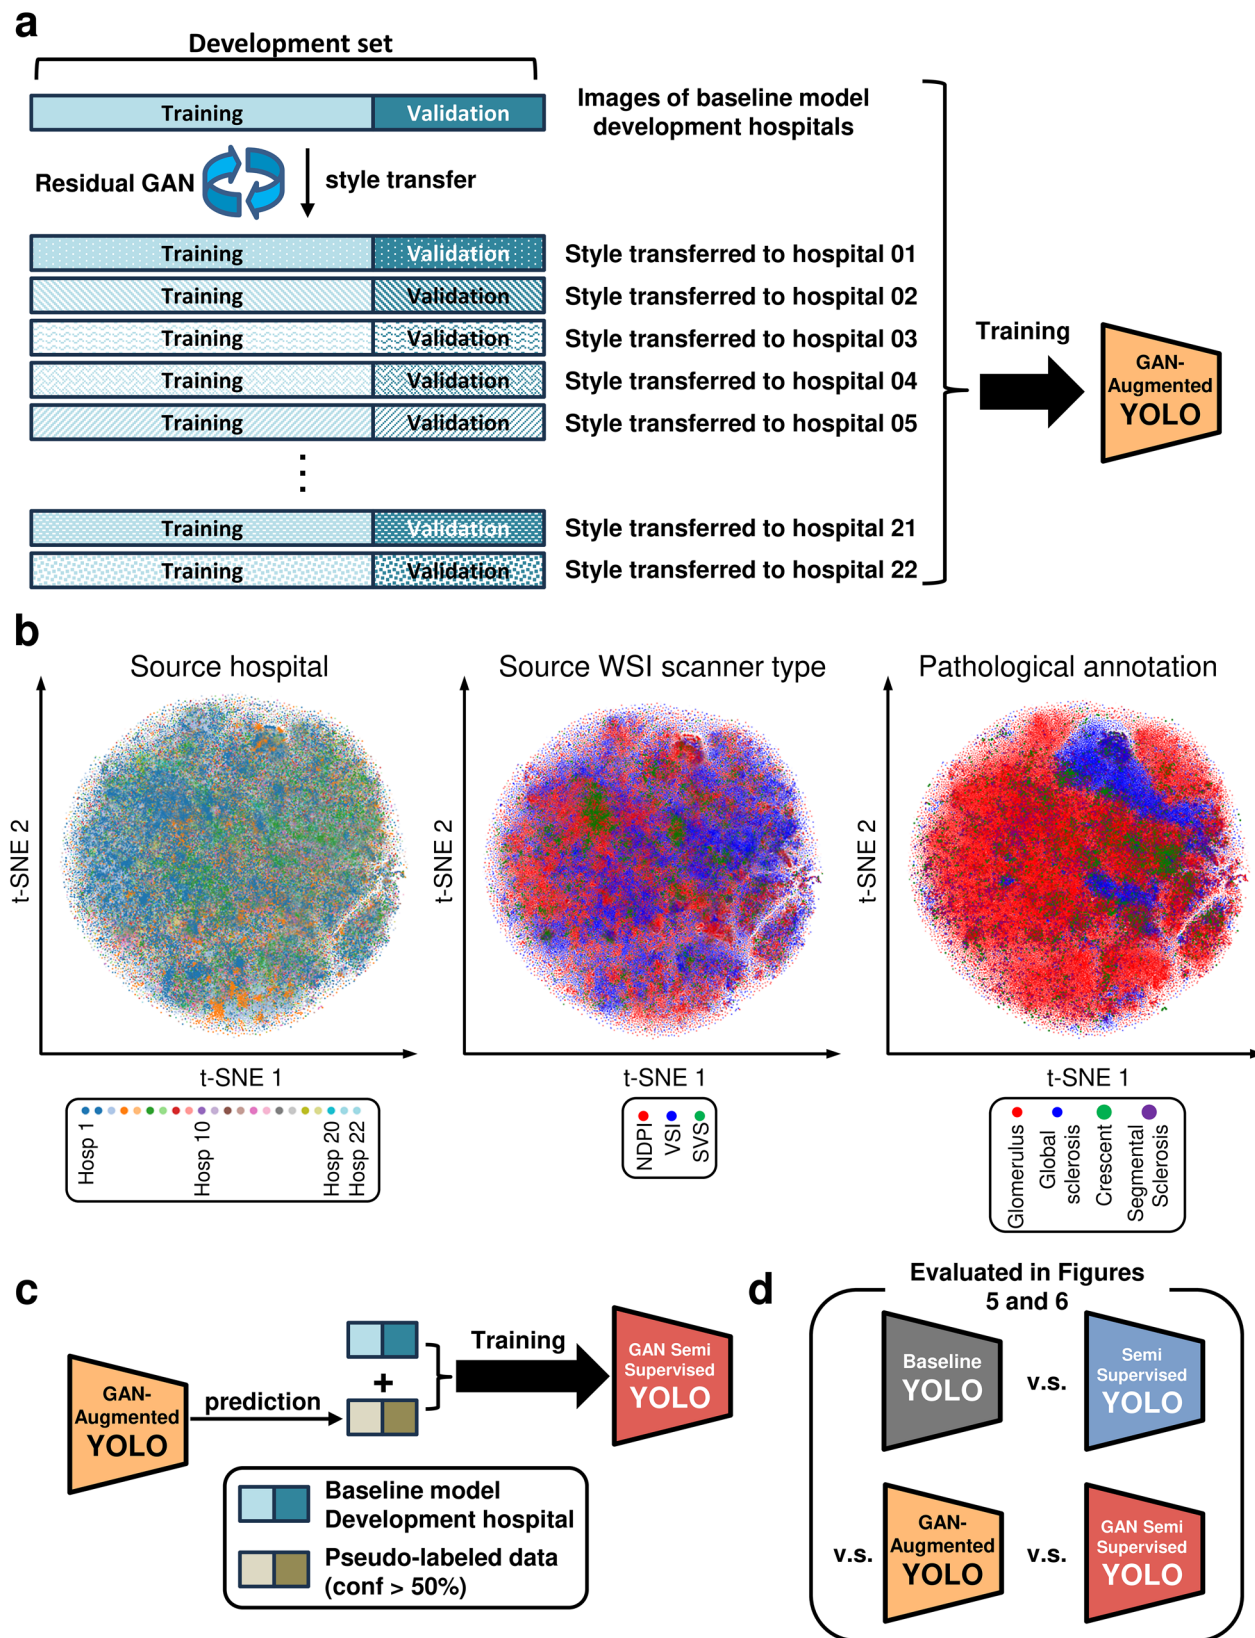 a
Development set
Training
Validation
Images of baseline model
development hospitals
Residual GAN
style transfer
Training
Validation
Style transferred to hospital 01
Training
Validation
Style transferred to hospital 02
Training
Validation
Style transferred to hospital 03
Training
Validation
Style transferred to hospital 04
Training
Validation
Style transferred to hospital 05
Training
Validation
Style transferred to hospital 21
Training
Validation
Style transferred to hospital 22
Training
GAN-
Augmented
YOLO
b
Source hospital
t-SNE 2
t-SNE 1
Hosp 1
Hosp 10
Hosp 20
Hosp 22
Source WSI scanner type
t-SNE 2
t-SNE 1
NDPI
VSI
SVS
Pathological annotation
t-SNE 2
t-SNE 1
Glomerulus
Global
sclerosis
Crescent
Segmental
Sclerosis
c
GAN-
Augmented
YOLO
prediction
+
Training
GAN Semi
Supervised
YOLO
Baseline model
Development hospital
Pseudo-labeled data
(conf > 50%)
d
Evaluated in Figures
5 and 6
Baseline
YOLO
v.s.
Semi
Supervised
YOLO
v.s.
GAN-
Augmented
YOLO
v.s.
GAN Semi
Supervised
YOLO